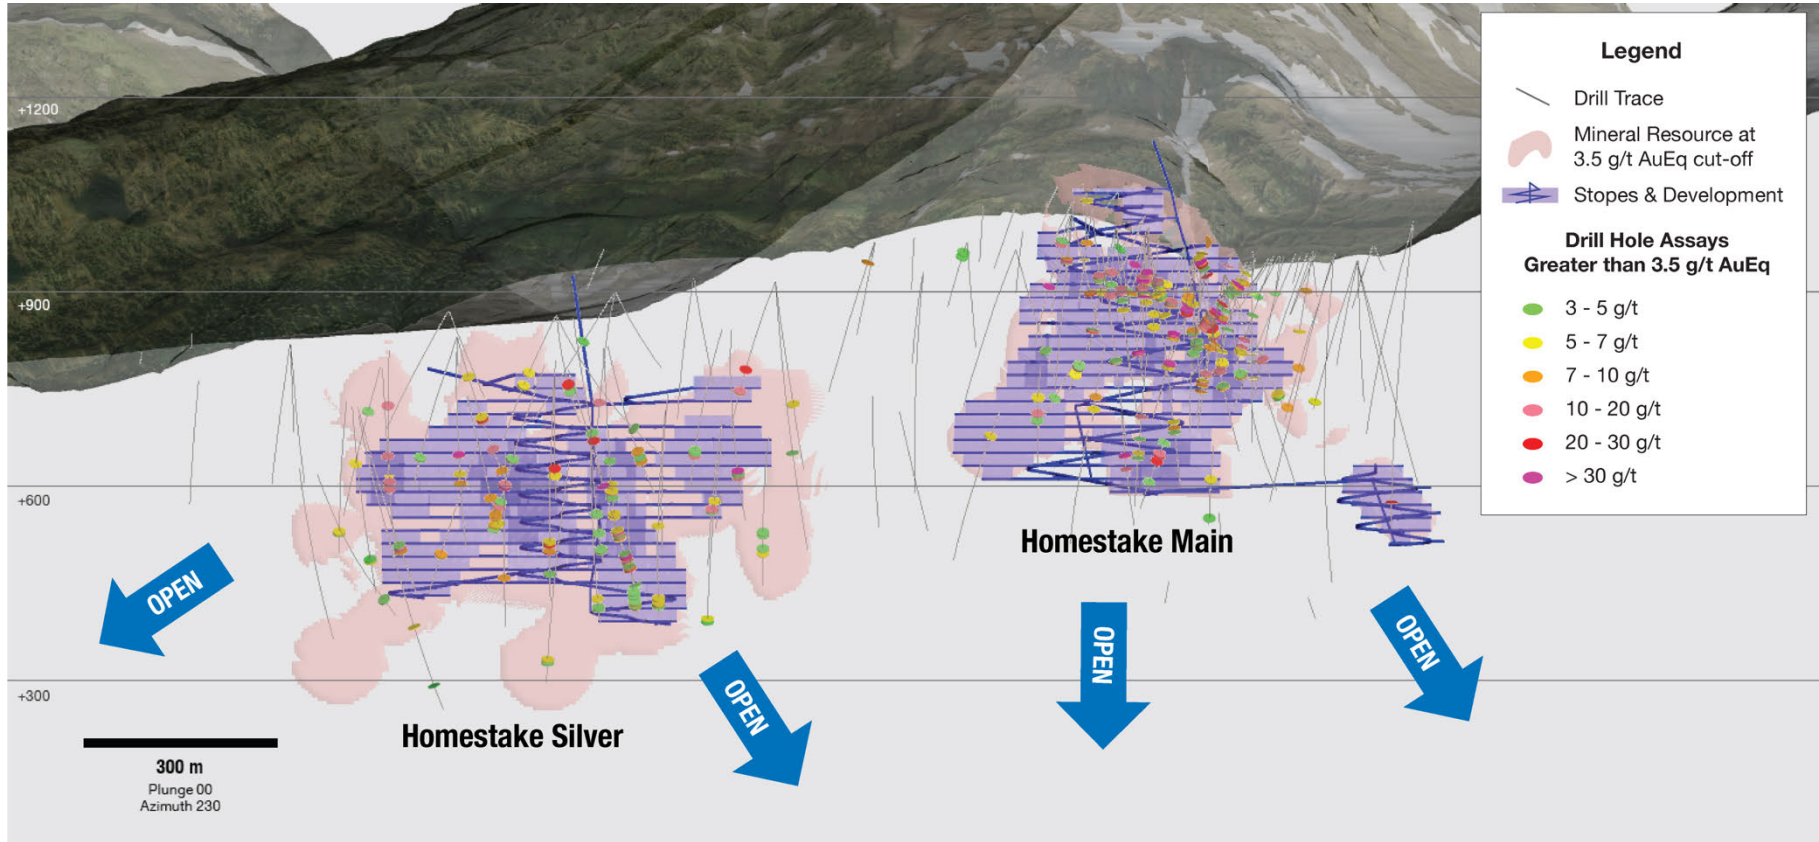 Legend
Drill Trace
Mineral Resource at
3.5 g/t AuEq cut-off
Stopes & Development
Drill Hole Assays
Greater than 3.5 g/t AuEq
3 - 5 g/t
5 - 7 g/t
7 - 10 g/t
10 - 20 g/t
20 - 30 g/t
> 30 g/t
+1200
+900
+600
+300
Homestake Main
Homestake Silver
OPEN
OPEN
OPEN
OPEN
300 m
Plunge 00
Azimuth 230